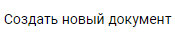 Создать новый документ